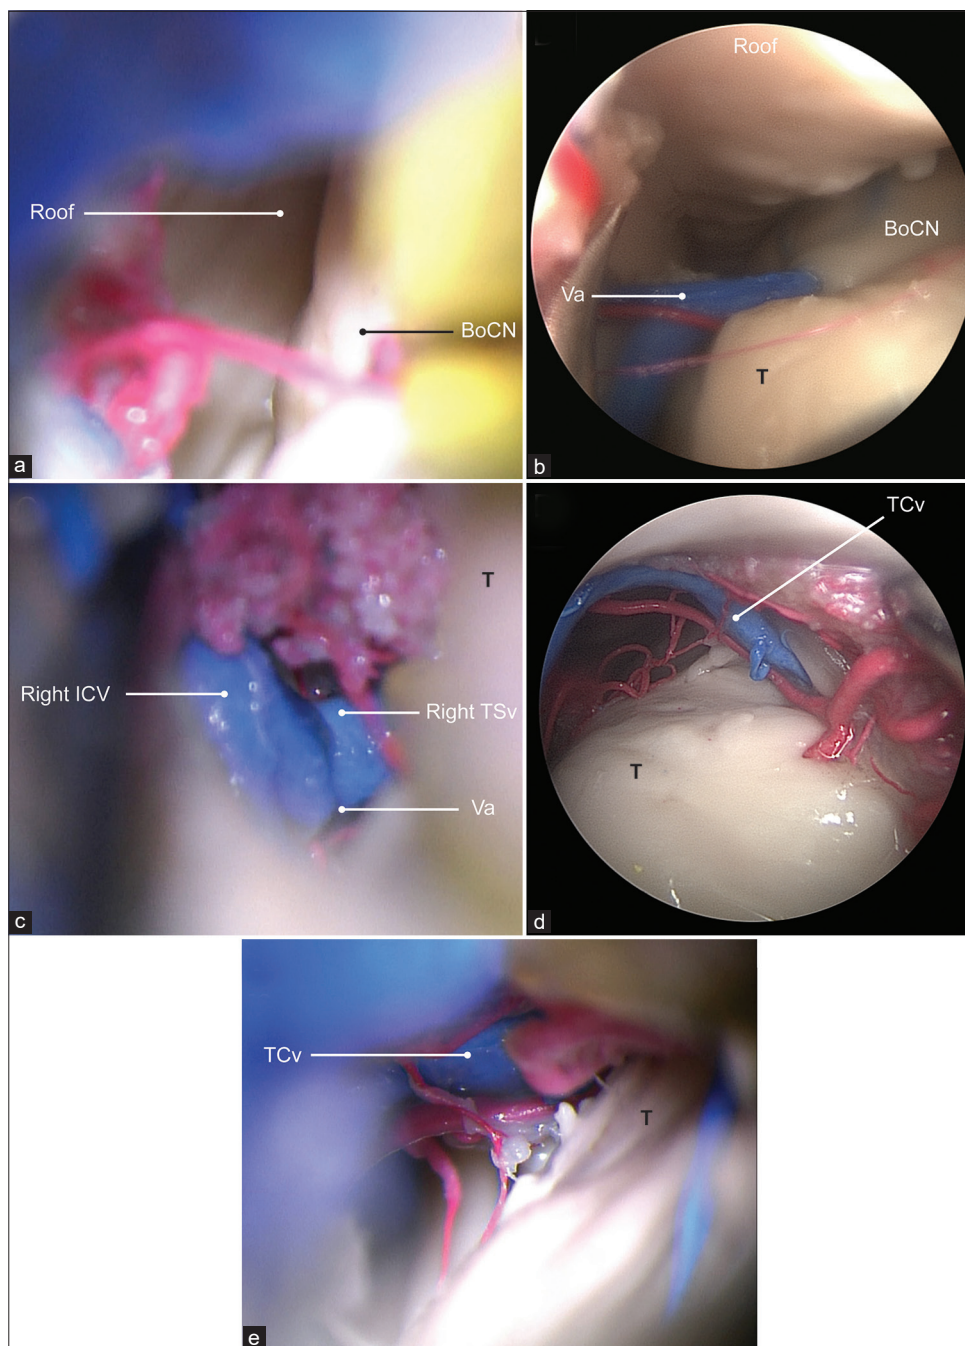 Roof
BoCN
a
Roof
BoCN
Va
T
b
T
Right ICV
Right TSv
Va
c
TCv
T
d
TCv
T
e